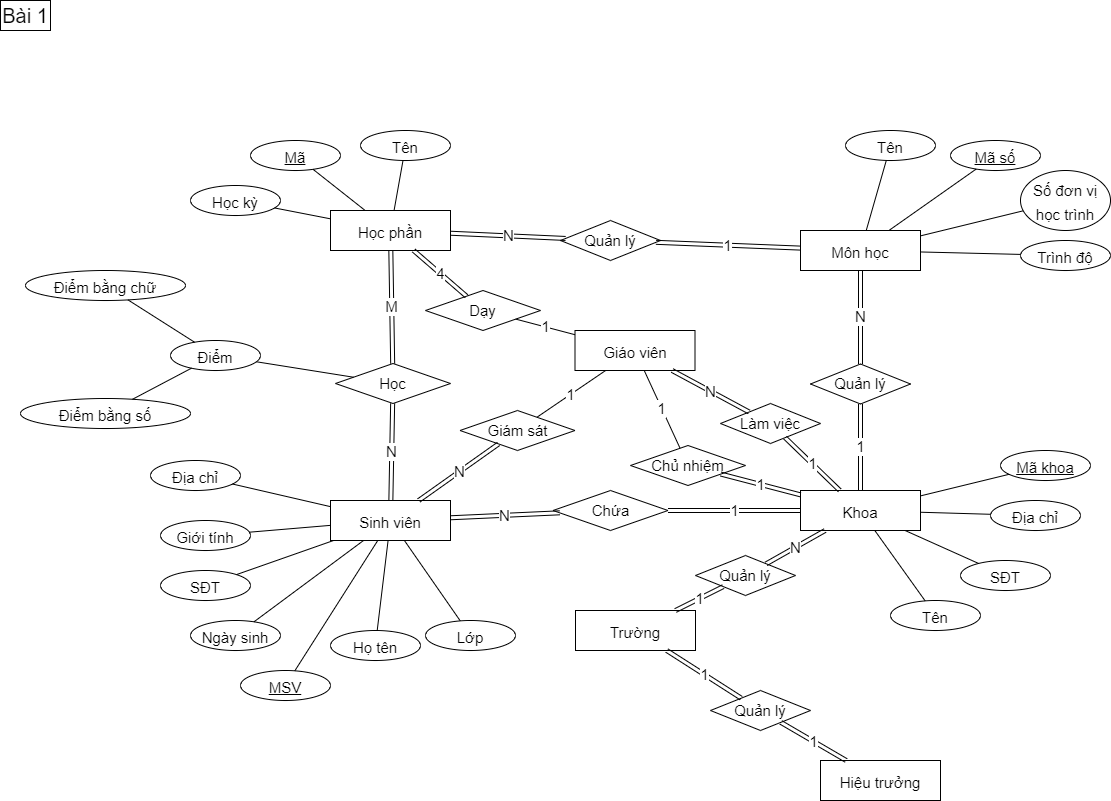 Bài 1
Tên
Tên
Mã
Mã số
Học kỳ
Số đơn vị
học trình
Học phần
N
Quản lý
1
Môn học
Trình độ
4
Điểm bằng chữ
M
Dạy
1
N
Điểm
Giáo viên
Học
Quản lý
1
N
1
Điểm bằng số
Giám sát
Làm việc
N
1
N
Chủ nhiệm
1
1
Mã khoa
Địa chỉ
1
Sinh viên
N
Chứa
1
Khoa
Địa chỉ
Giới tính
N
SĐT
Quản lý
SĐT
1
Tên
Ngày sinh
Họ tên
Lớp
Trường
MSV
1
Quản lý
1
Hiệu trưởng